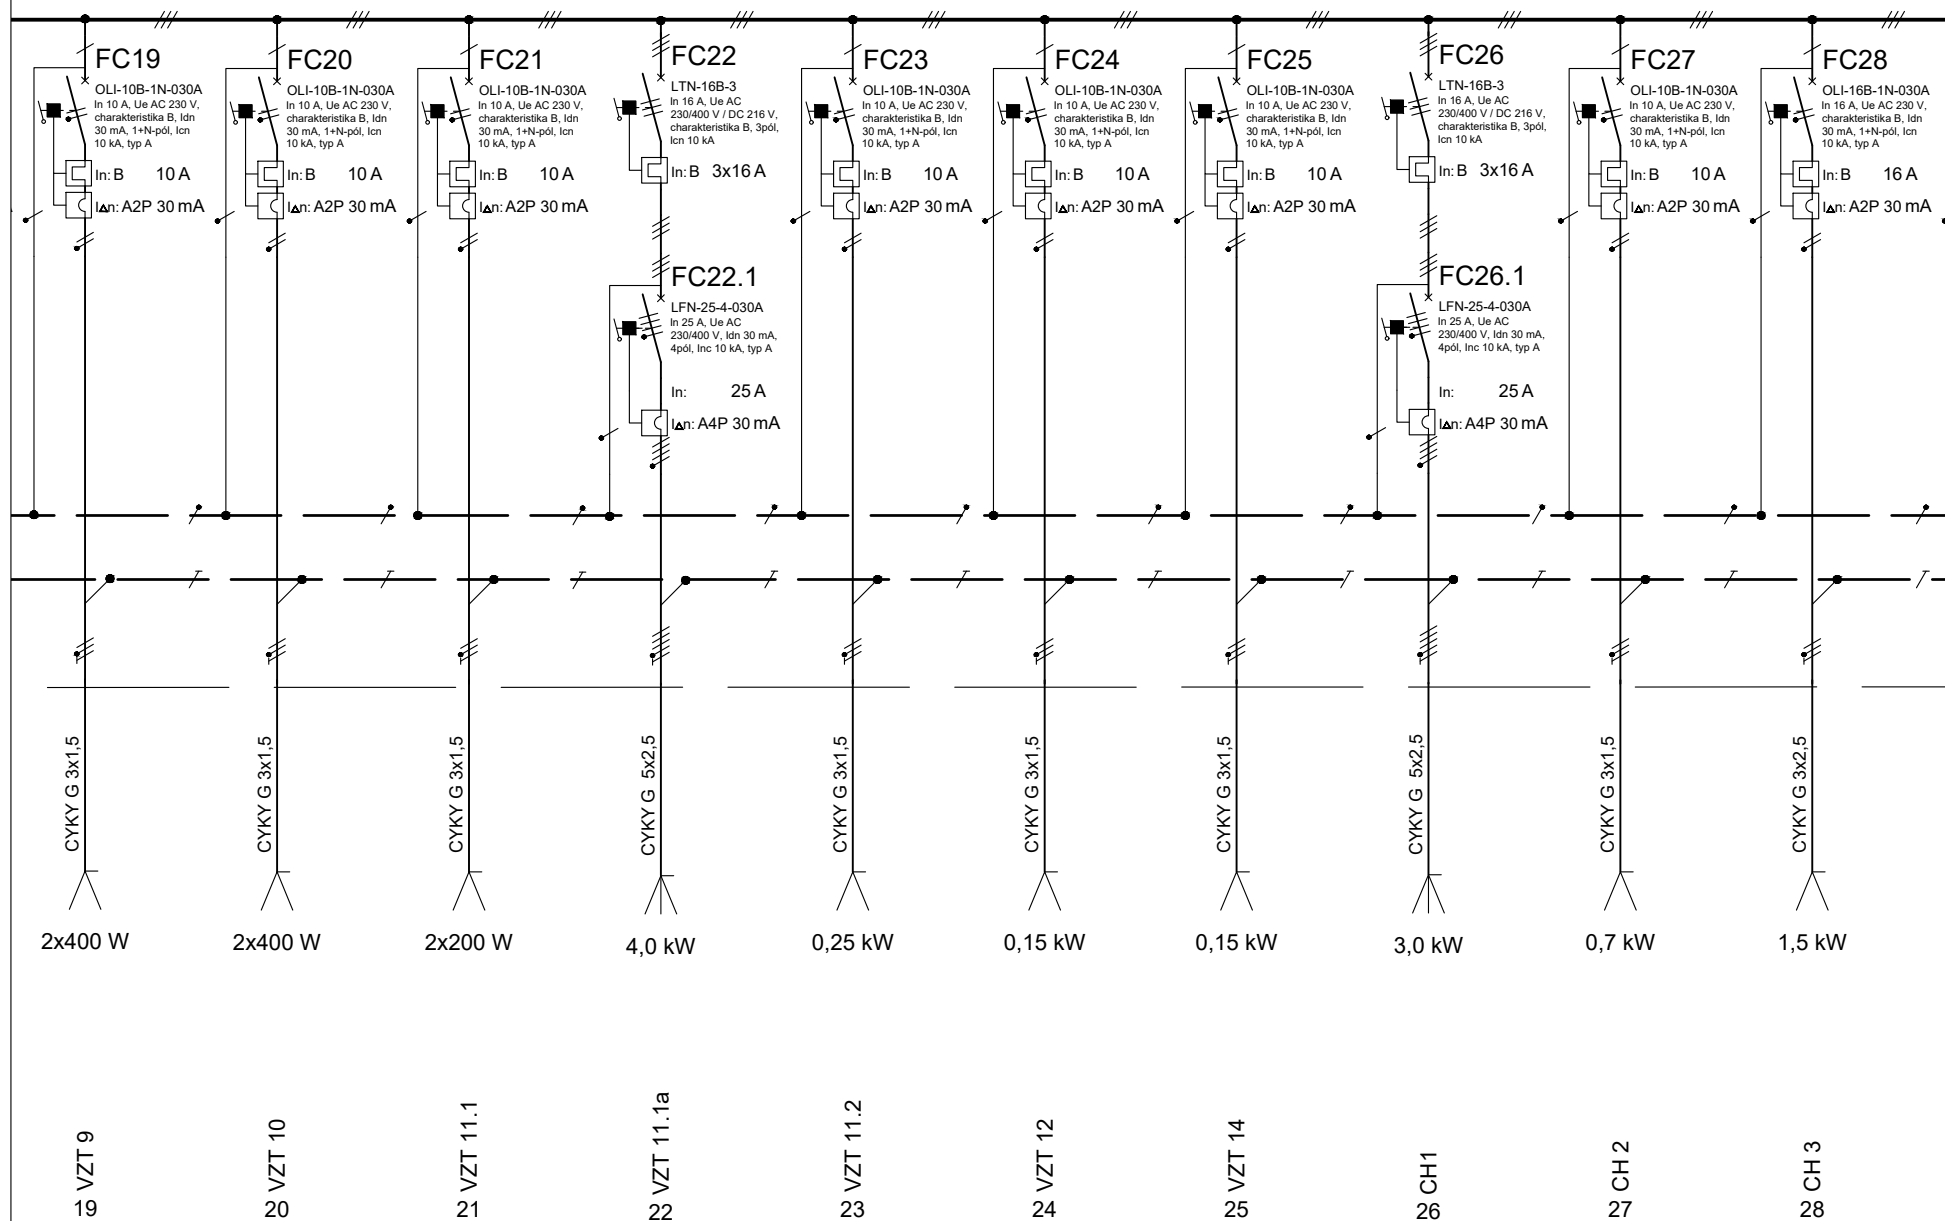 FC19
OLI-10B-1N-030A
In 10 A, Ue AC 230 V,
charakteristika B, Idn
30 mA, 1+N-pól, Icn
10 kA, typ A
In: B 10 A
I∆n: A2P 30 mA
FC20
OLI-10B-1N-030A
In 10 A, Ue AC 230 V,
charakteristika B, Idn
30 mA, 1+N-pól, Icn
10 kA, typ A
In: B 10 A
I∆n: A2P 30 mA
FC21
OLI-10B-1N-030A
In 10 A, Ue AC 230 V,
charakteristika B, Idn
30 mA, 1+N-pól, Icn
10 kA, typ A
In: B 10 A
I∆n: A2P 30 mA
FC22
LTN-16B-3
In 16 A, Ue AC
230/400 V / DC 216 V,
charakteristika B, 3pól,
Icn 10 kA
In: B 3x16 A
FC22.1
LFN-25-4-030A
In 25 A, Ue AC
230/400 V, Idn 30 mA,
4pól, Inc 10 kA, typ A
In: 25 A
I∆n: A4P 30 mA
FC23
OLI-10B-1N-030A
In 10 A, Ue AC 230 V,
charakteristika B, Idn
30 mA, 1+N-pól, Icn
10 kA, typ A
In: B 10 A
I∆n: A2P 30 mA
FC24
OLI-10B-1N-030A
In 10 A, Ue AC 230 V,
charakteristika B, Idn
30 mA, 1+N-pól, Icn
10 kA, typ A
In: B 10 A
I∆n: A2P 30 mA
FC25
OLI-10B-1N-030A
In 10 A, Ue AC 230 V,
charakteristika B, Idn
30 mA, 1+N-pól, Icn
10 kA, typ A
In: B 10 A
I∆n: A2P 30 mA
FC26
LTN-16B-3
In 16 A, Ue AC
230/400 V / DC 216 V,
charakteristika B, 3pól,
Icn 10 kA
In: B 3x16 A
FC26.1
LFN-25-4-030A
In 25 A, Ue AC
230/400 V, Idn 30 mA,
4pól, Inc 10 kA, typ A
In: 25 A
I∆n: A4P 30 mA
FC27
OLI-10B-1N-030A
In 10 A, Ue AC 230 V,
charakteristika B, Idn
30 mA, 1+N-pól, Icn
10 kA, typ A
In: B 10 A
I∆n: A2P 30 mA
FC28
OLI-16B-1N-030A
In 16 A, Ue AC 230 V,
charakteristika B, Idn
30 mA, 1+N-pól, Icn
10 kA, typ A
In: B 16 A
I∆n: A2P 30 mA
CYKY G 3x1,5
CYKY G 3x1,5
CYKY G 3x1,5
CYKY G 5x2,5
CYKY G 3x1,5
CYKY G 3x1,5
CYKY G 3x1,5
CYKY G 5x2,5
CYKY G 3x1,5
CYKY G 3x2,5
2x400 W
2x400 W
2x200 W
4,0 kW
0,25 kW
0,15 kW
0,15 kW
3,0 kW
0,7 kW
1,5 kW
VZT 9
VZT 10
VZT 11.1
VZT 11.1a
VZT 11.2
VZT 12
VZT 14
CH1
CH 2
CH 3
19
20
21
22
23
24
25
26
27
28